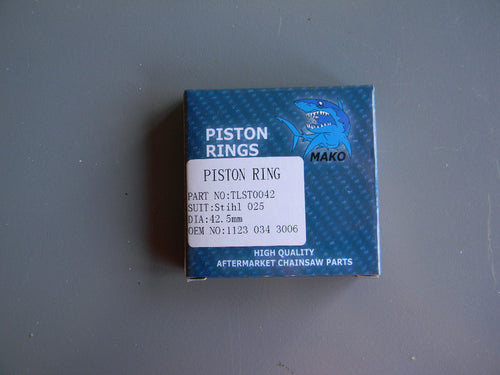 PISTON
RINGS
MAKO
PISTON RING
PART NO:TLST0042
SUIT:Stihl 025
DIA:42.5mm
OEM NO:1123 034 3006
HIGH QUALITY
AFTERMARKET CHAINSAW PARTS